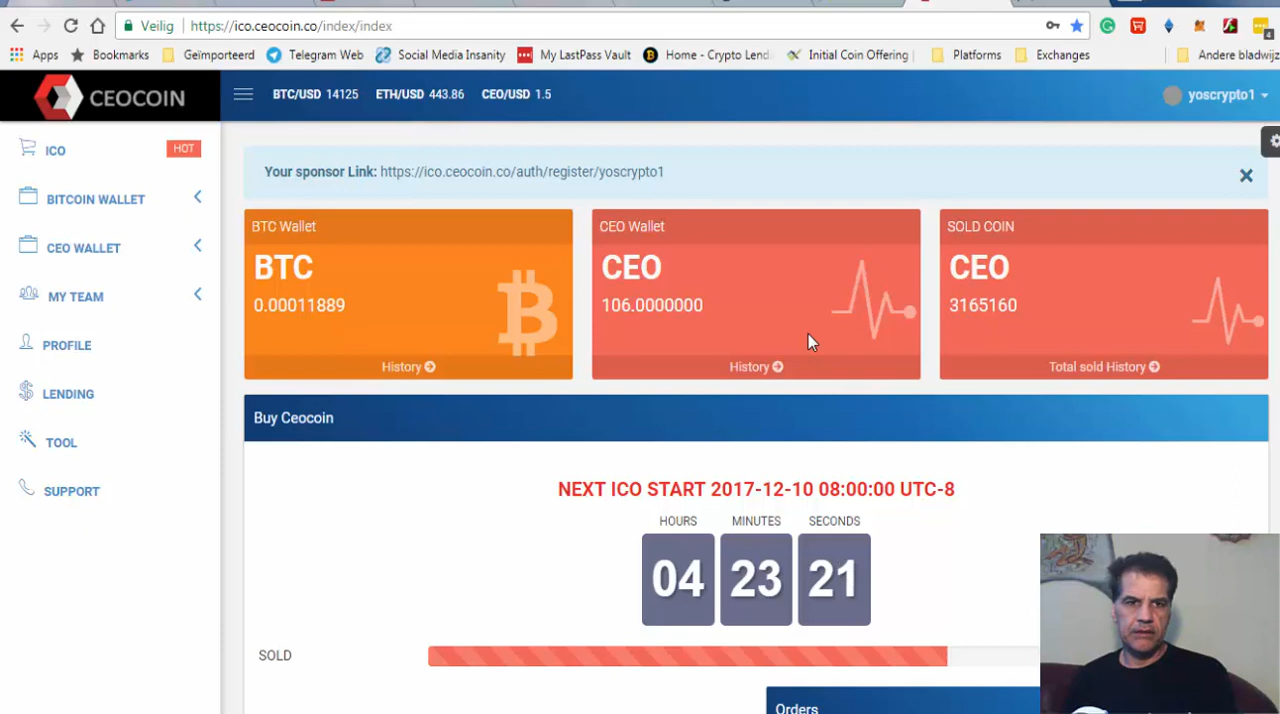 Veilig https://ico.ceocoin.co/index/index
Apps Bookmarks Geïmporteerd Telegram Web Social Media Insanity My LastPass Vault Home - Crypto Lend Initial Coin Offering Platforms Exchanges Andere bladwijz
4
CEOCOIN
BTC/USD 14125 ETH/USD 443.86 CEO/USD 1.5
yoscrypto1
ICO HOT
BITCOIN WALLET
CEO WALLET
MY TEAM
PROFILE
LENDING
TOOL
SUPPORT
Your sponsor Link: https://ico.ceocoin.co/auth/register/yoscrypto1
BTC Wallet
BTC
0.00011889
History
CEO Wallet
CEO
106.0000000
History
SOLD COIN
CEO
3165160
Total sold History
Buy Ceocoin
NEXT ICO START 2017-12-10 08:00:00 UTC-8
HOURS MINUTES SECONDS
04 23 21
SOLD
Orders